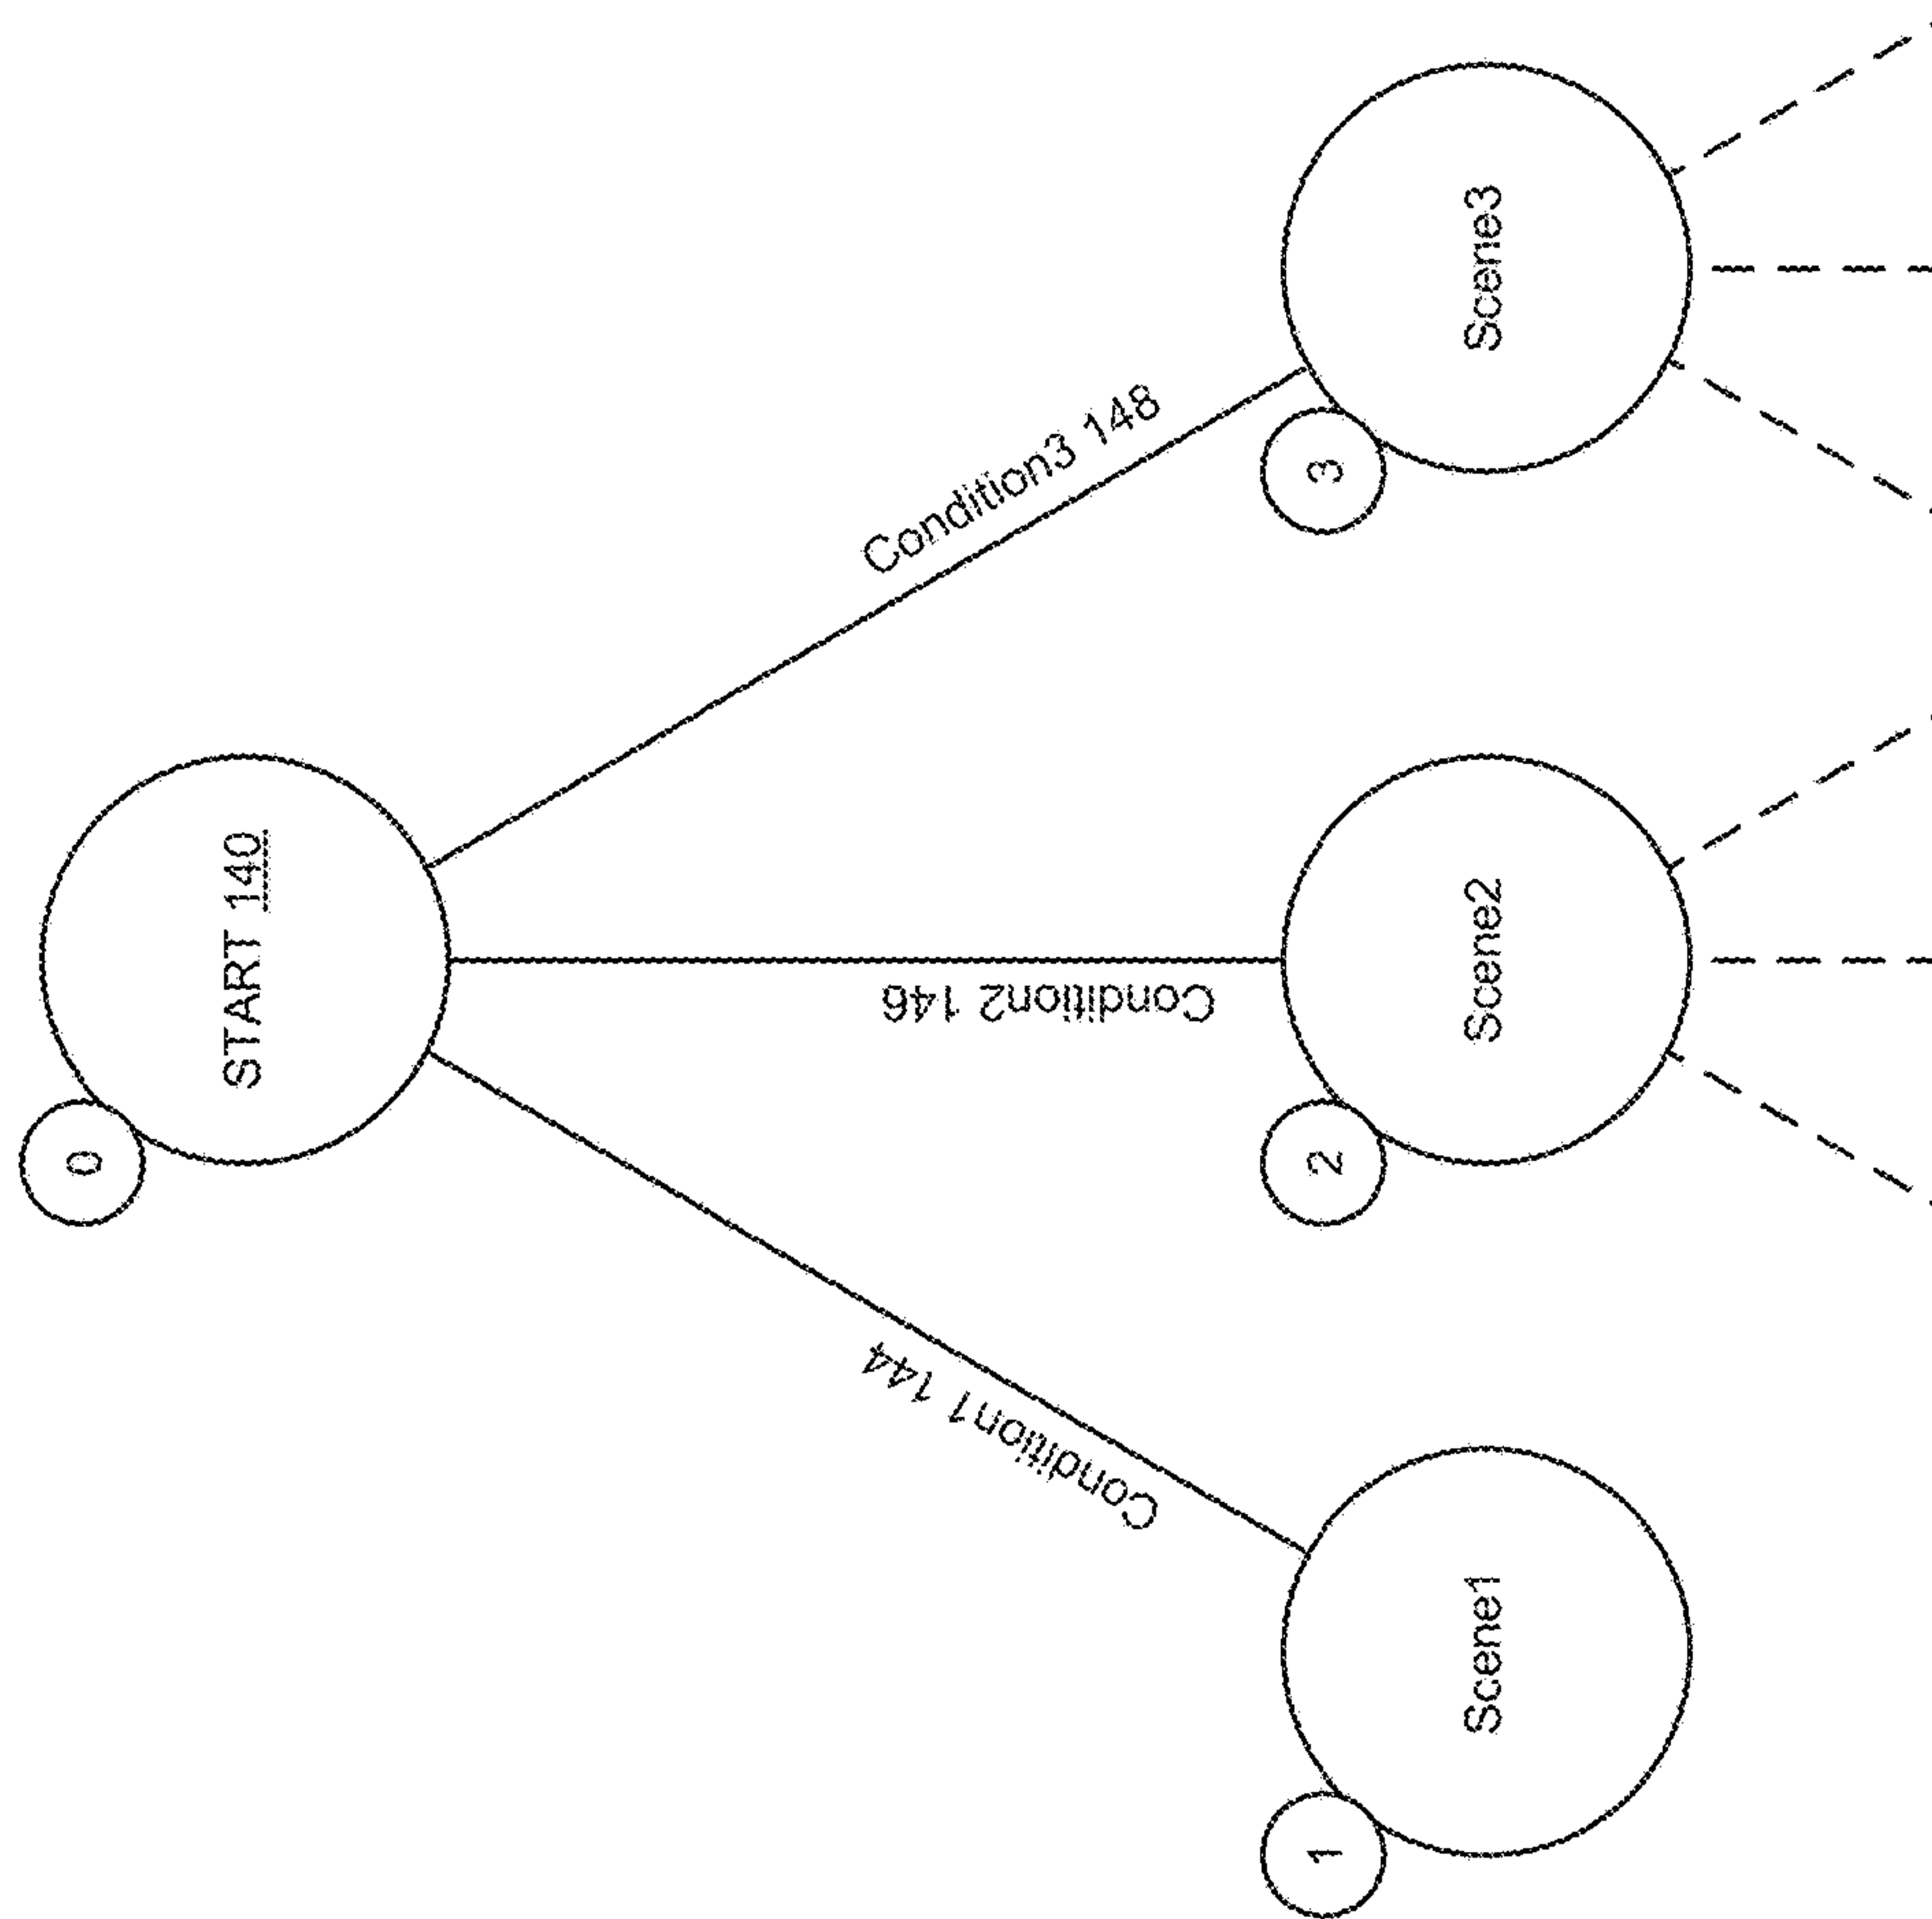 0
START 140
Condition1 144
Condition2 146
Condition3 148
1
Scene1
2
Scene2
3
Scene3